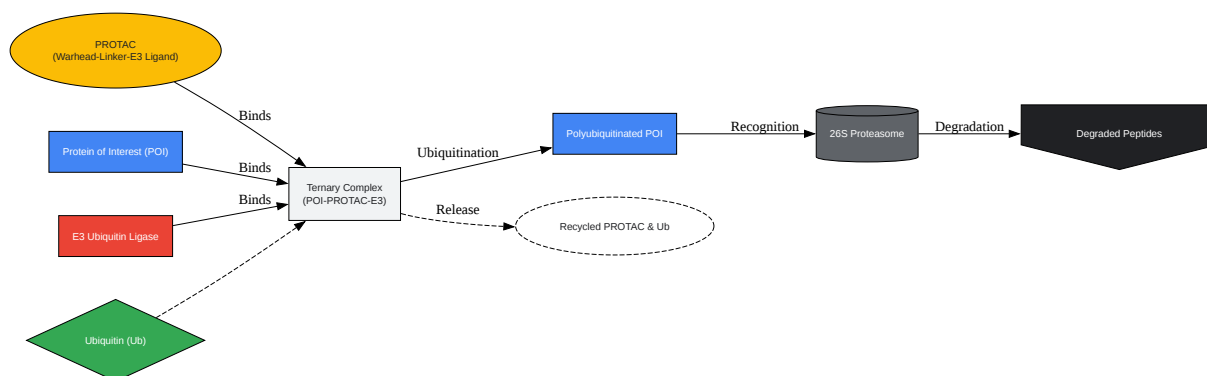 PROTAC
(Warhead-Linker-E3 Ligand)
Binds
Protein of Interest (POI)
Binds
E3 Ubiquitin Ligase
Binds
Ubiquitin (Ub)
Ternary Complex
(POI-PROTAC-E3)
Ubiquitination
Release
Polyubiquitinated POI
Recycled PROTAC & Ub
Recognition
26S Proteasome
Degradation
Degraded Peptides